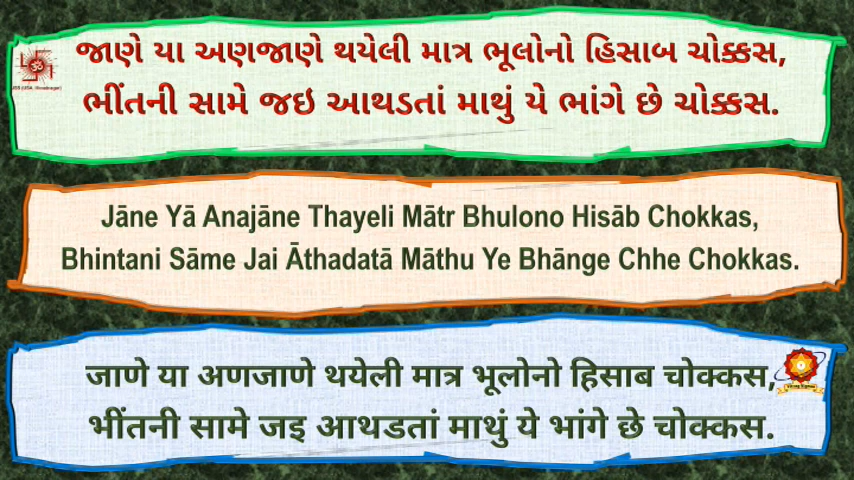 જાણે યા અણજાણે થયેલી માત્ર ભૂલોનો હિસાબ ચોક્કસ,
ભીંતની સામે જઇ આથડતાં માથું યે ભાંગે છે ચોક્કસ.
Jāne Yā Anajāne Thayeli Mātr Bhulono Hisāb Chokkas,
Bhintani Sāme Jai Āthadatā Māthu Ye Bhānge Chhe Chokkas.
जाणे या अणजाणे थयेली मात्र भूलोनो हिसाब चोक्कस,
भींतनी सामे जइ आथडतां माथुं ये भांगे छे चोक्कस.